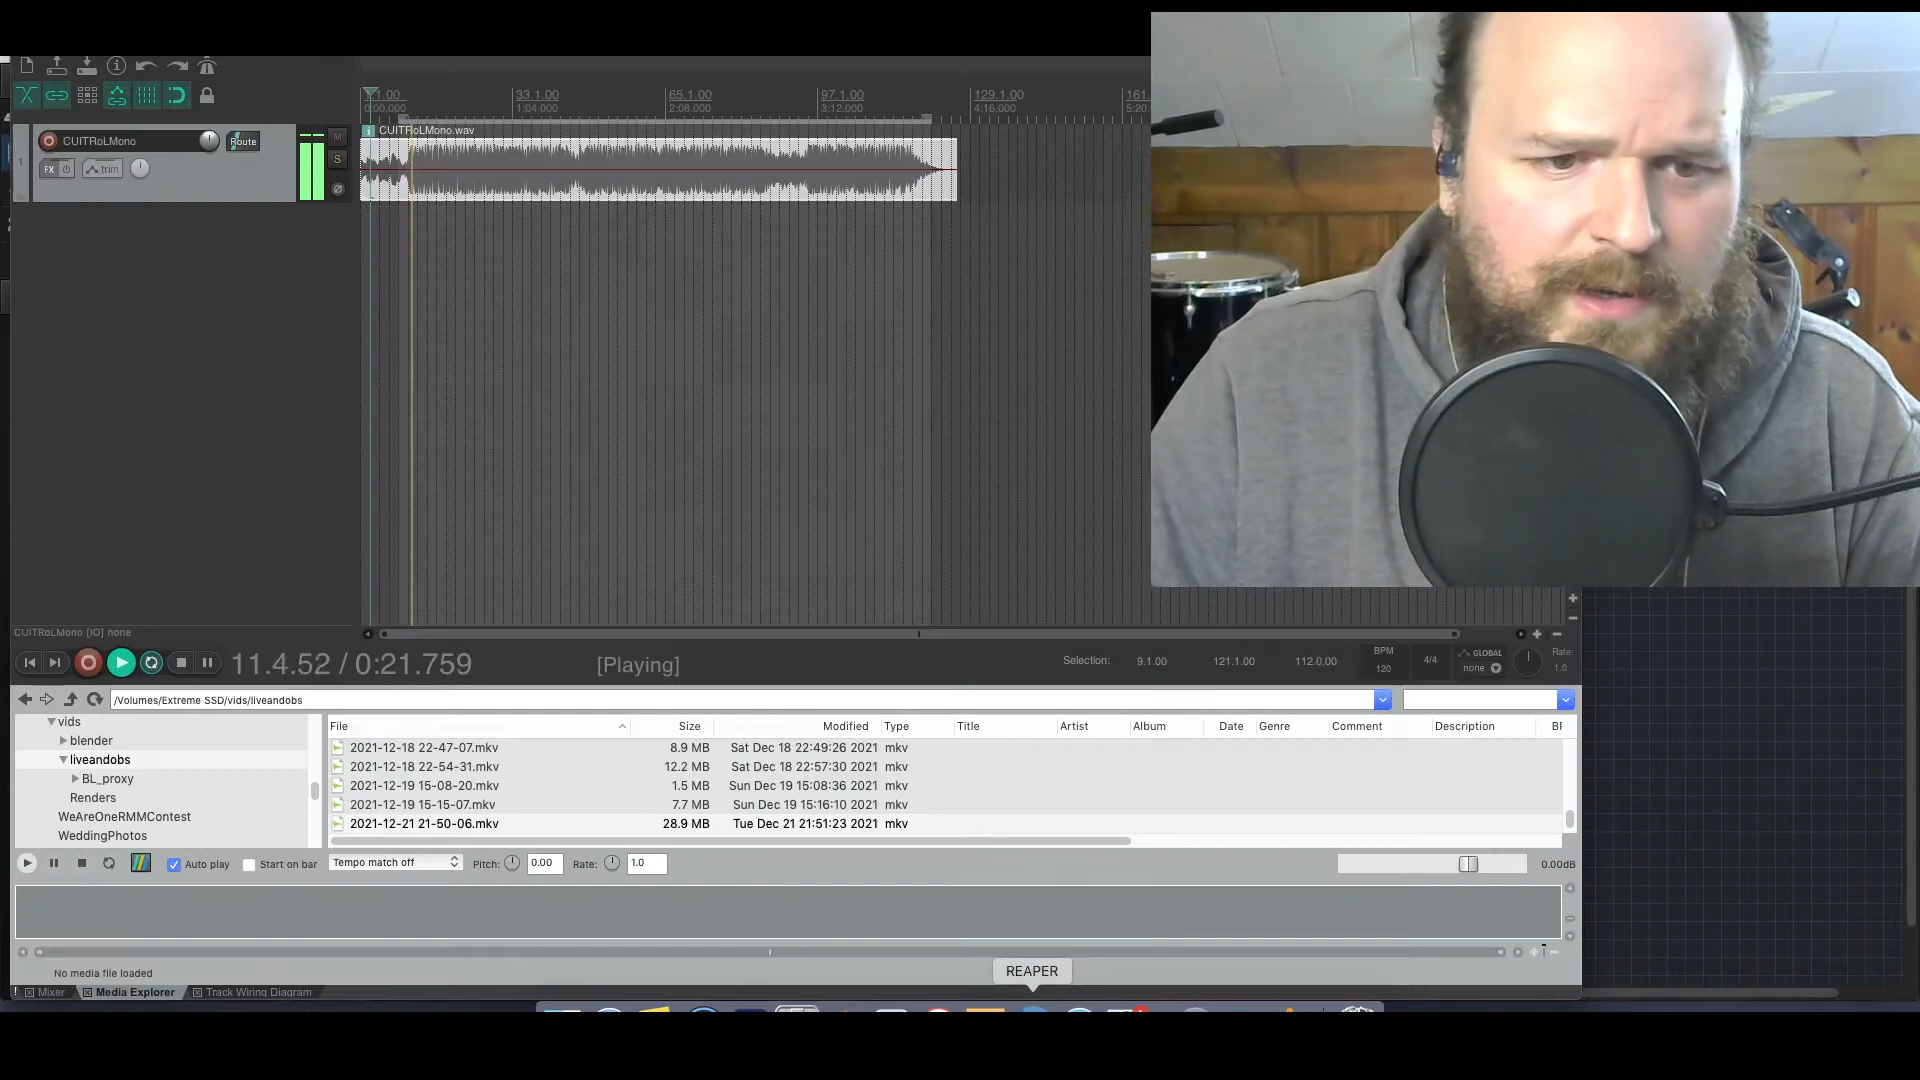 1.1.00 33.1.00 65.1.00 97.1.00 129.1.00 161.
0:00.000 1:04.000 2:08.000 3:12.000 4:16.000 5:20.
CUITRoLMono.wav
1 CUITRoLMono Route M
FX trim S
CUITRoLMono [IO] none
11.4.52 / 0:21.759 [Playing] Selection: 9.1.00 121.1.00 112.0.00 BPM 120 4/4 GLOBAL none Rate: 1.0
/Volumes/Extreme SSD/vids/liveandobs
vids
blender
liveandobs
BL_proxy
Renders
WeAreOneRMMContest
WeddingPhotos
File Size Modified Type Title Artist Album Date Genre Comment Description
2021-12-18 22-47-07.mkv 8.9 MB Sat Dec 18 22:49:26 2021 mkv
2021-12-18 22-54-31.mkv 12.2 MB Sat Dec 18 22:57:30 2021 mkv
2021-12-19 15-08-20.mkv 1.5 MB Sun Dec 19 15:08:36 2021 mkv
2021-12-19 15-15-07.mkv 7.7 MB Sun Dec 19 15:16:10 2021 mkv
2021-12-21 21-50-06.mkv 28.9 MB Tue Dec 21 21:51:23 2021 mkv
Auto play Start on bar Tempo match off Pitch: 0.00 Rate: 1.0 0.00dB
No media file loaded
REAPER
! Mixer Media Explorer Track Wiring Diagram